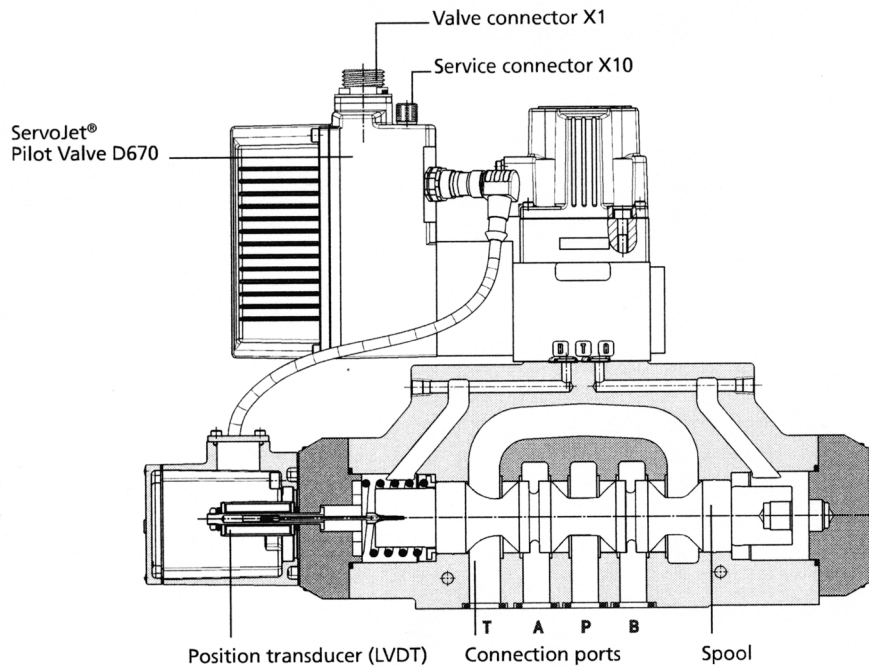 Valve connector X1
Service connector X10
ServoJet®
Pilot Valve D670
B T A
T A P B
Position transducer (LVDT) Connection ports Spool